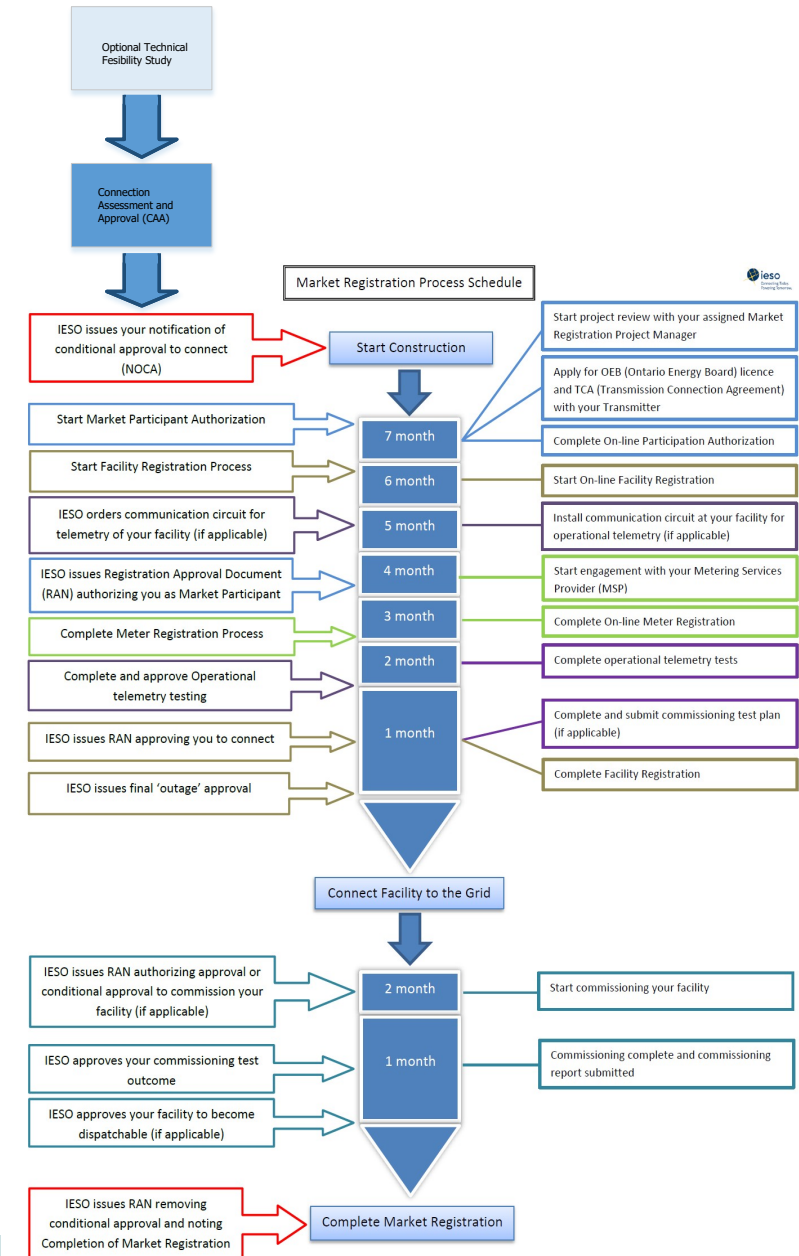 Optional Technical
Fesibility Study
Connection
Assessment and
Approval (CAA)
Market Registration Process Schedule
ieso
Connecting Today.
Powering Tomorrow.
IESO issues your notification of
conditional approval to connect
(NOCA)
Start Construction
Start project review with your assigned Market
Registration Project Manager
Apply for OEB (Ontario Energy Board) licence
and TCA (Transmission Connection Agreement)
with your Transmitter
Start Market Participant Authorization
7 month
Complete On-line Participation Authorization
Start Facility Registration Process
6 month
Start On-line Facility Registration
IESO orders communication circuit for
telemetry of your facility (if applicable)
5 month
Install communication circuit at your facility for
operational telemetry (if applicable)
IESO issues Registration Approval Document
(RAN) authorizing you as Market Participant
4 month
Start engagement with your Metering Services
Provider (MSP)
Complete Meter Registration Process
3 month
Complete On-line Meter Registration
Complete and approve Operational
telemetry testing
2 month
Complete operational telemetry tests
IESO issues RAN approving you to connect
1 month
Complete and submit commissioning test plan
(if applicable)
IESO issues final ‘outage’ approval
Complete Facility Registration
Connect Facility to the Grid
IESO issues RAN authorizing approval or
conditional approval to commission your
facility (if applicable)
2 month
Start commissioning your facility
IESO approves your commissioning test
outcome
1 month
Commissioning complete and commissioning
report submitted
IESO approves your facility to become
dispatchable (if applicable)
IESO issues RAN removing
conditional approval and noting
Completion of Market Registration
Complete Market Registration